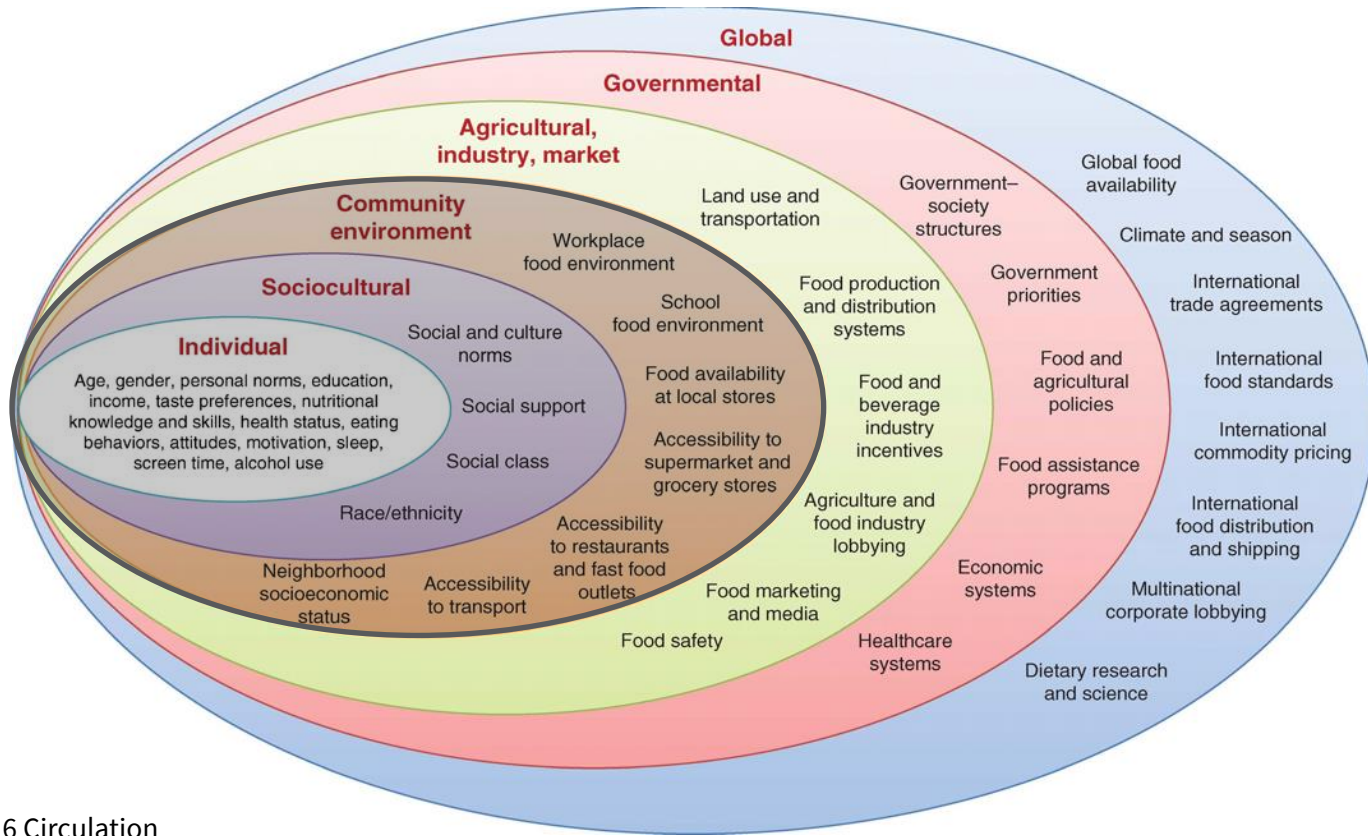 Global
Governmental
Agricultural,
industry, market
Community
environment
Sociocultural
Individual
Age, gender, personal norms, education,
income, taste preferences, nutritional
knowledge and skills, health status, eating
behaviors, attitudes, motivation, sleep,
screen time, alcohol use
Social and culture
norms
Social support
Social class
Race/ethnicity
Workplace
food environment
School
food environment
Food availability
at local stores
Accessibility to
supermarket and
grocery stores
Accessibility
to restaurants
and fast food
outlets
Accessibility
to transport
Neighborhood
socioeconomic
status
Land use and
transportation
Food production
and distribution
systems
Food and
beverage
industry
incentives
Agriculture and
food industry
lobbying
Food marketing
and media
Food safety
Government–
society
structures
Government
priorities
Food and
agricultural
policies
Food assistance
programs
Economic
systems
Healthcare
systems
Global food
availability
Climate and season
International
trade agreements
International
food standards
International
commodity pricing
International
food distribution
and shipping
Multinational
corporate lobbying
Dietary research
and science
6 Circulation